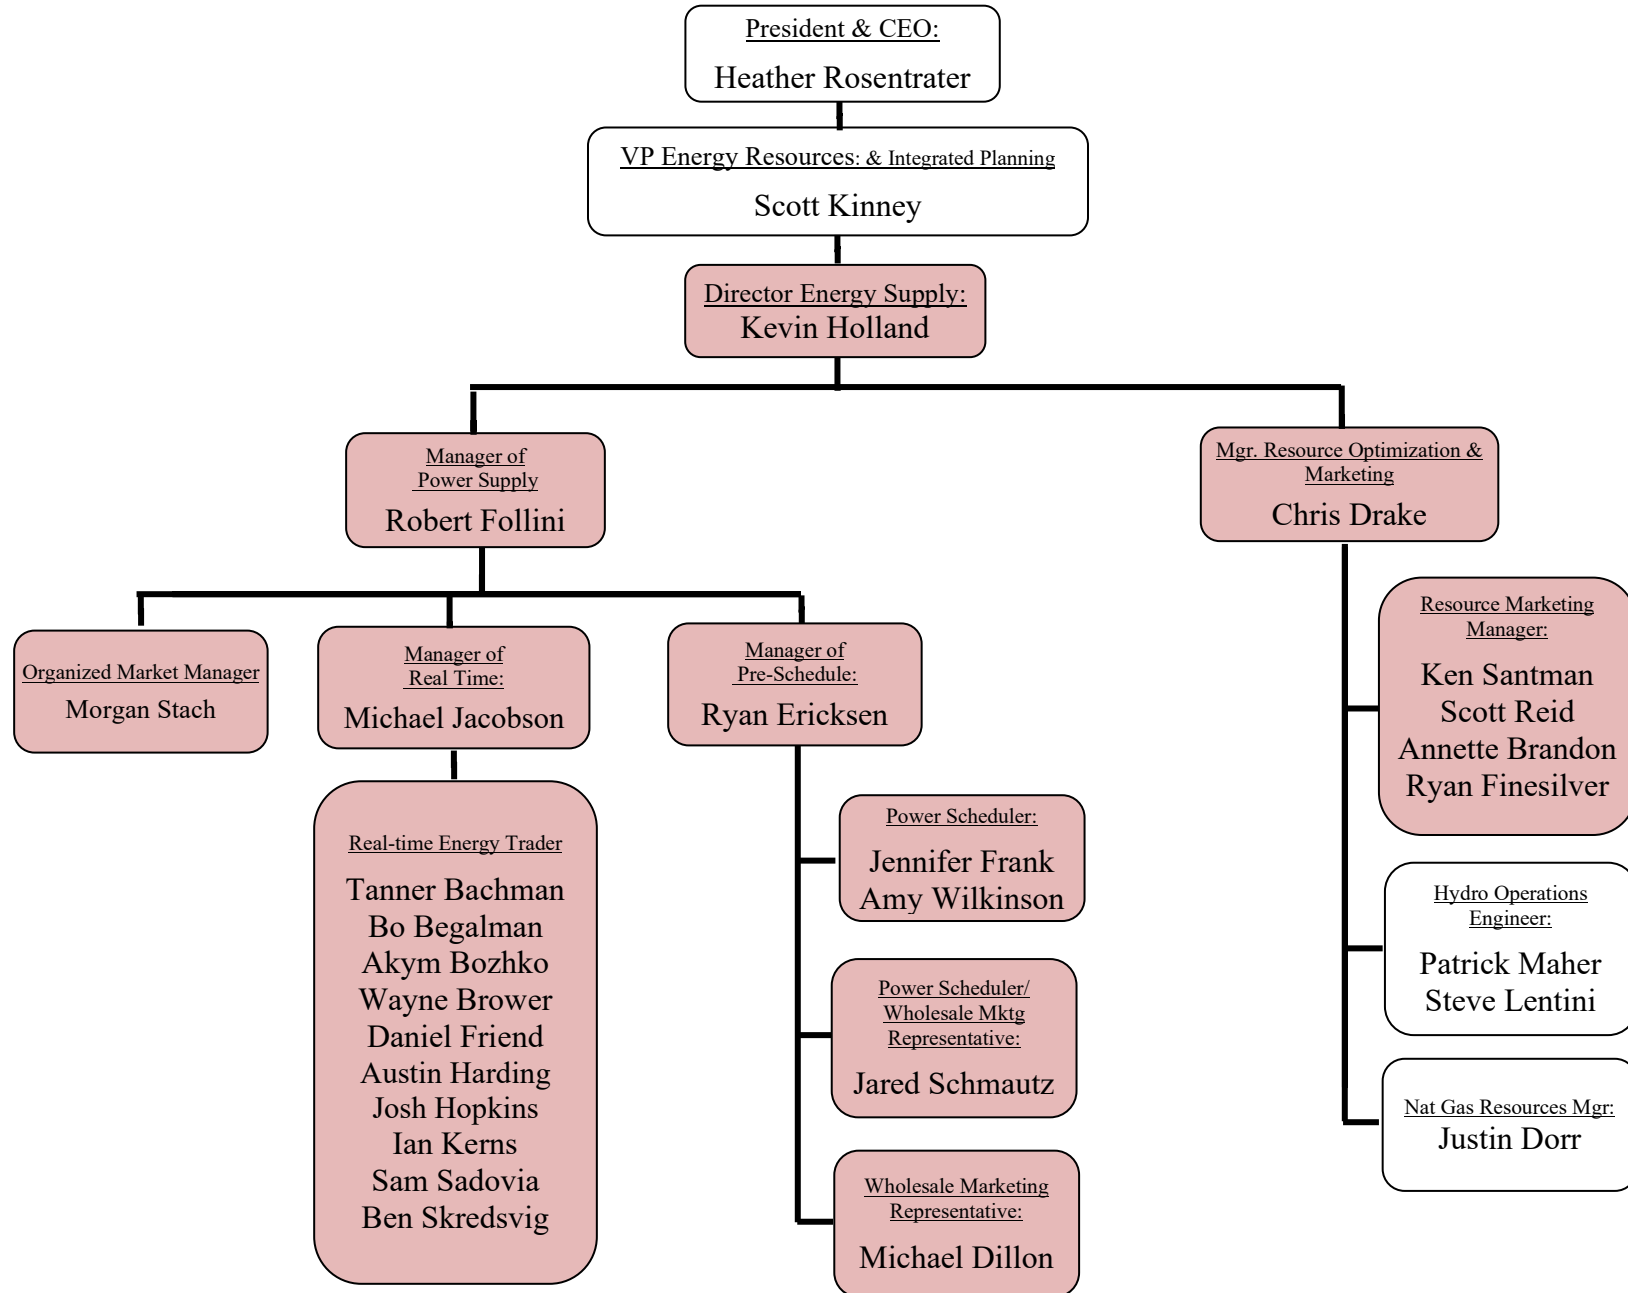 President & CEO:
Heather Rosentrater
VP Energy Resources: & Integrated Planning
Scott Kinney
Director Energy Supply:
Kevin Holland
Manager of
Power Supply
Robert Follini
Mgr. Resource Optimization &
Marketing
Chris Drake
Organized Market Manager
Morgan Stach
Manager of
Real Time:
Michael Jacobson
Manager of
Pre-Schedule:
Ryan Ericksen
Real-time Energy Trader
Tanner Bachman
Bo Begalman
Akym Bozhko
Wayne Brower
Daniel Friend
Austin Harding
Josh Hopkins
Ian Kerns
Sam Sadovia
Ben Skredsvig
Power Scheduler:
Jennifer Frank
Amy Wilkinson
Power Scheduler/
Wholesale Mktg
Representative:
Jared Schmautz
Wholesale Marketing
Representative:
Michael Dillon
Resource Marketing
Manager:
Ken Santman
Scott Reid
Annette Brandon
Ryan Finesilver
Hydro Operations
Engineer:
Patrick Maher
Steve Lentini
Nat Gas Resources Mgr:
Justin Dorr